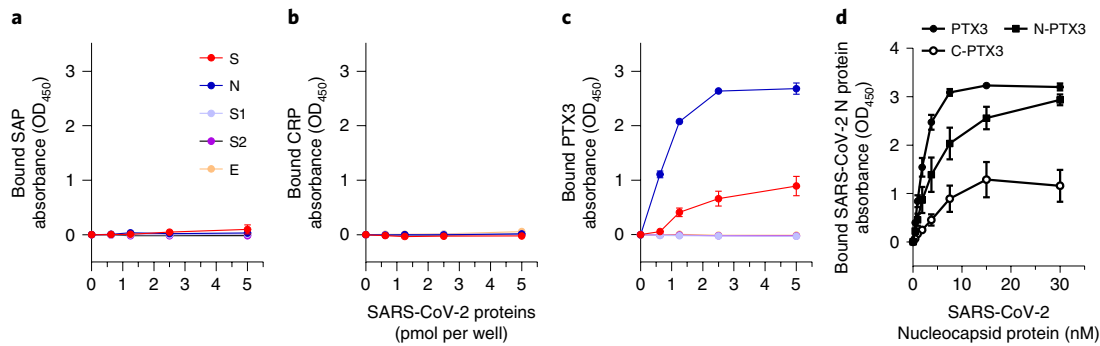 a
Bound SAP
absorbance (OD450)
3
2
1
0
0 1 2 3 4 5
S
N
S1
S2
E
b
Bound CRP
absorbance (OD450)
3
2
1
0
0 1 2 3 4 5
SARS-CoV-2 proteins
(pmol per well)
c
Bound PTX3
absorbance (OD450)
3
2
1
0
0 1 2 3 4 5
d
PTX3 N-PTX3
C-PTX3
Bound SARS-CoV-2 N protein
absorbance (OD450)
4
3
2
1
0
0 10 20 30
SARS-CoV-2
Nucleocapsid protein (nM)